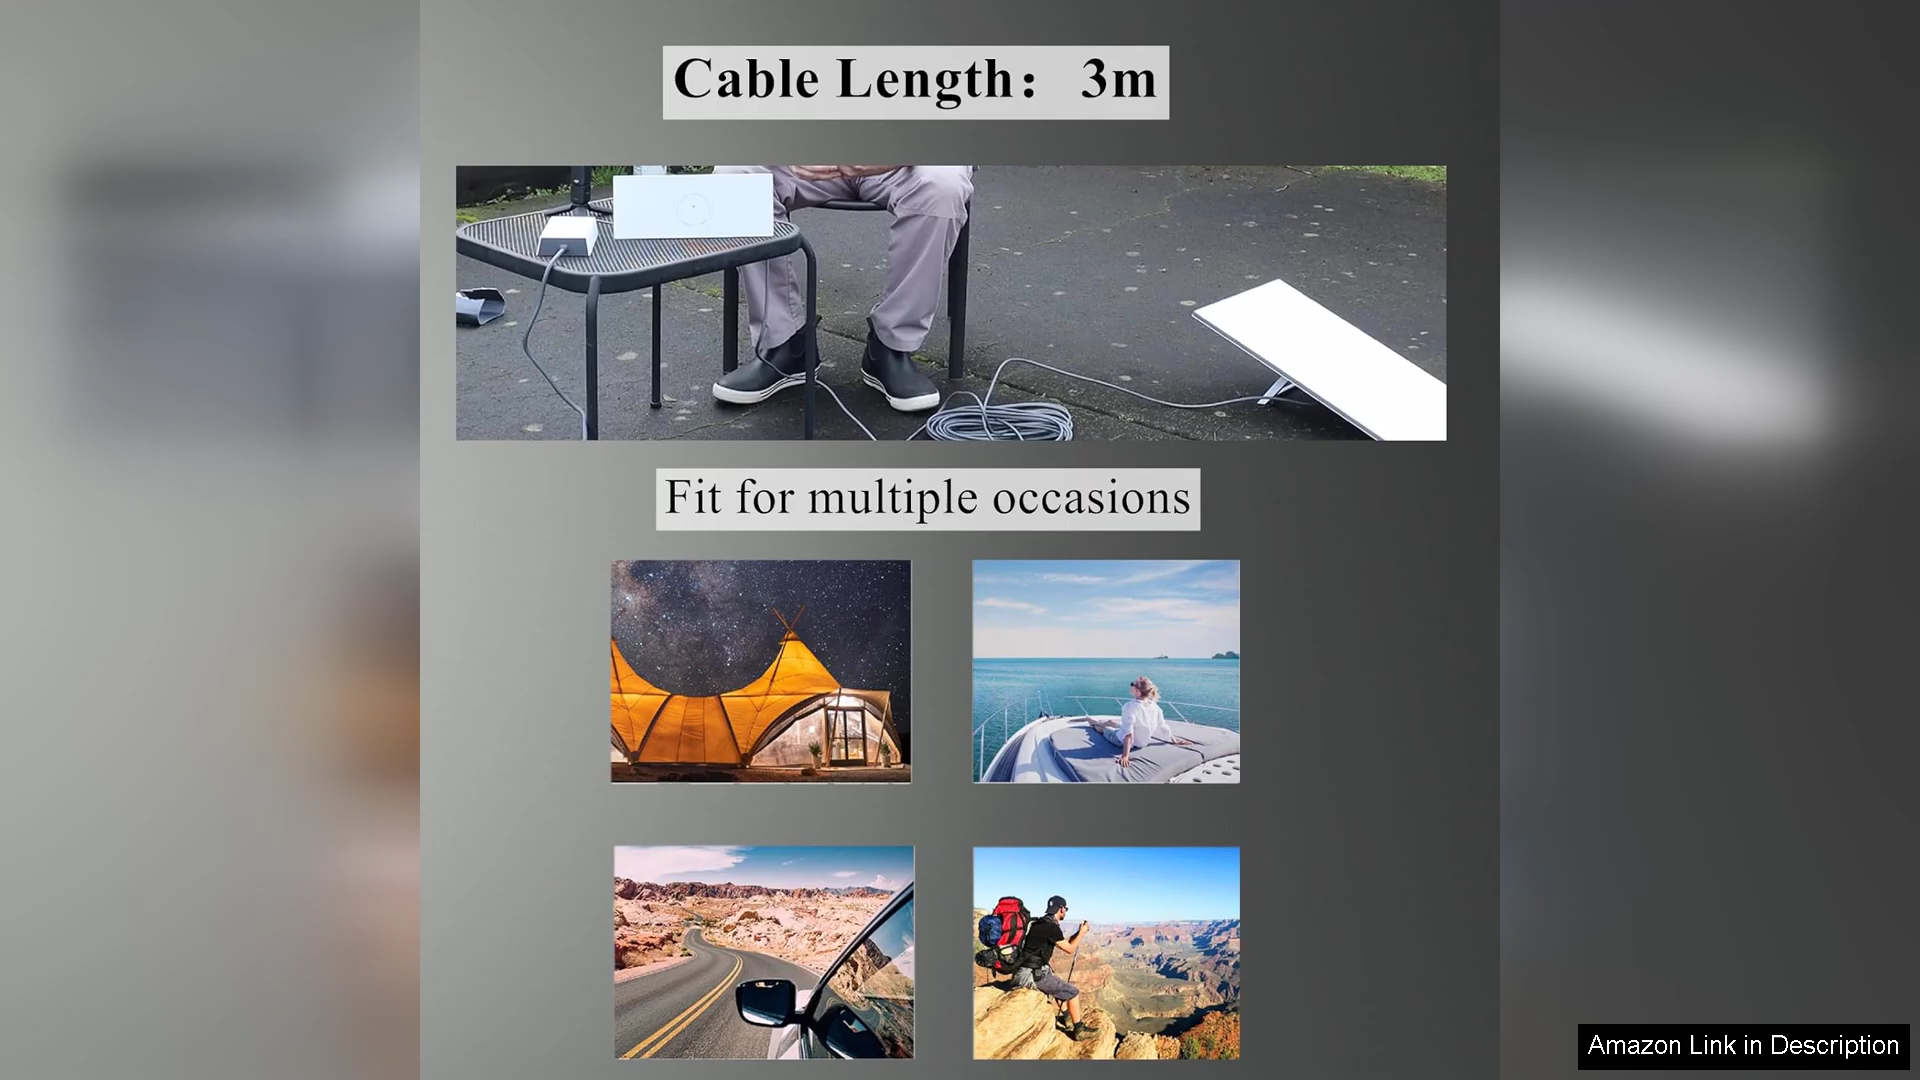 Cable Length： 3m
Fit for multiple occasions
Amazon Link in Description